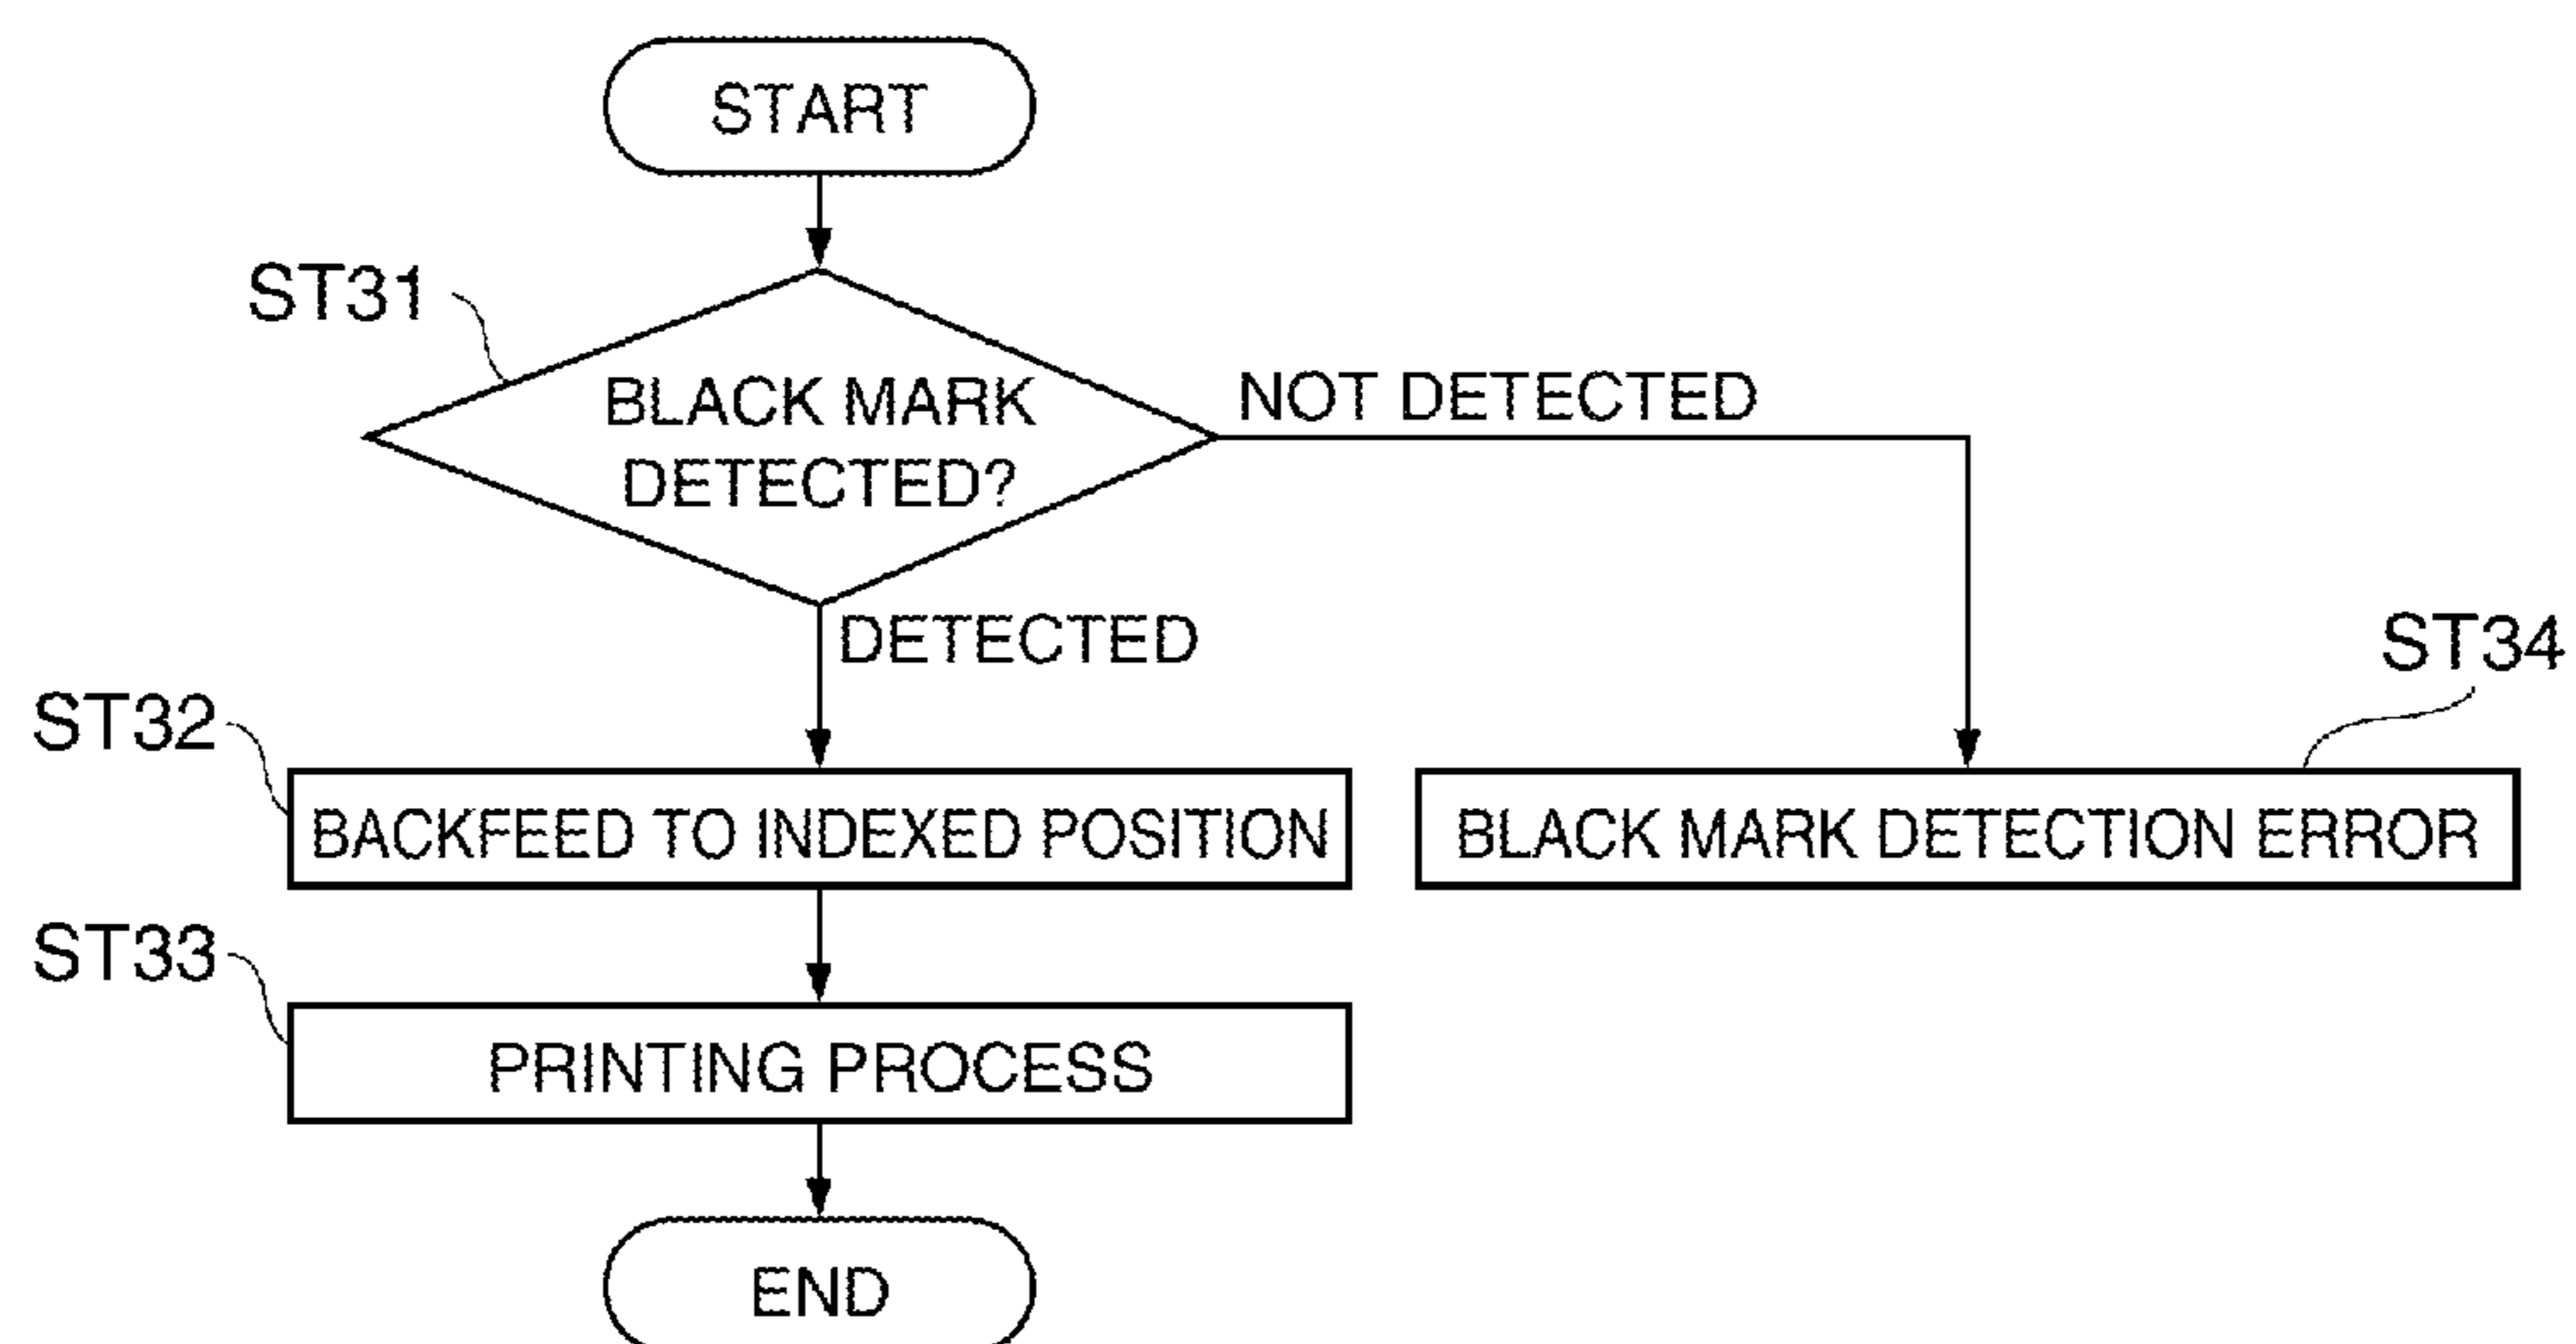 START
ST31
BLACK MARK
DETECTED?
NOT DETECTED
DETECTED
ST34
ST32
BACKFEED TO INDEXED POSITION
BLACK MARK DETECTION ERROR
ST33
PRINTING PROCESS
END